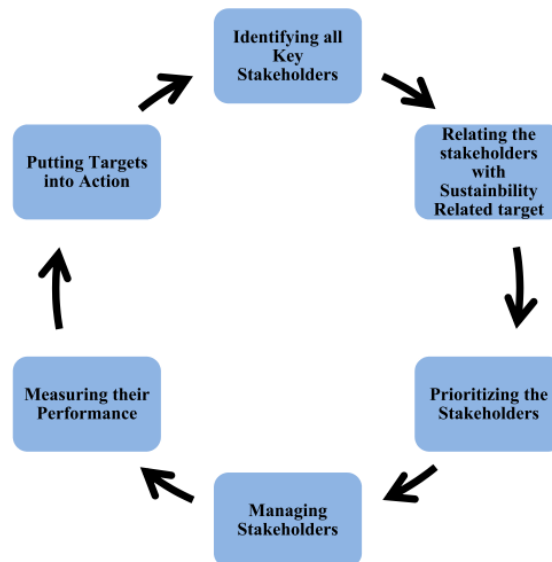 Identifying all
Key
Stakeholders
Relating the
stakeholders
with
Sustainbility
Related target
Prioritizing the
Stakeholders
Managing
Stakeholders
Measuring their
Performance
Putting Targets
into Action